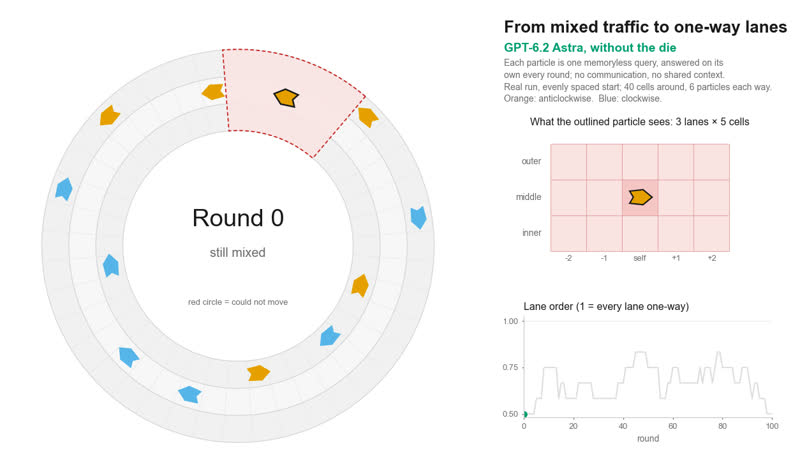 From mixed traffic to one-way lanes
GPT-6.2 Astra, without the die
Each particle is one memoryless query, answered on its
own every round; no communication, no shared context.
Real run, evenly spaced start; 40 cells around, 6 particles each way.
Orange: anticlockwise.  Blue: clockwise.
What the outlined particle sees: 3 lanes × 5 cells
outer
middle
inner
-2 -1 self +1 +2
Round 0
still mixed
red circle = could not move
Lane order (1 = every lane one-way)
1.00
0.75
0.50
0 20 40 60 80 100
round